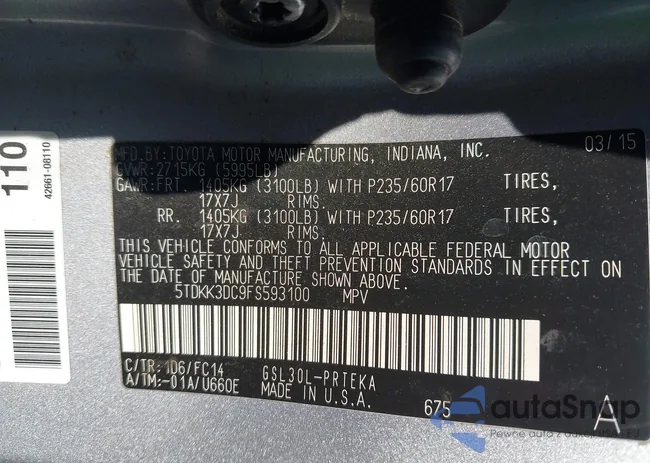 110
42661-08110
MFD.BY: TOYOTA MOTOR MANUFACTURING, INDIANA, INC. 03/15
GVWR: 2715KG (5995LB)
GAWR: FRT. 1405KG (3100LB) WITH P235/60R17 TIRES,
17X7J RIMS.
RR. 1405KG (3100LB) WITH P235/60R17 TIRES,
17X7J RIMS.
THIS VEHICLE CONFORMS TO ALL APPLICABLE FEDERAL MOTOR
VEHICLE SAFETY AND THEFT PREVENTION STANDARDS IN EFFECT ON
THE DATE OF MANUFACTURE SHOWN ABOVE.
5TDKK3DC9FS593100 MPV
C/TR: 1D6/FC14 GSL30L-PRTEKA
A/TM:-01A/U660E MADE IN U.S.A. 675 A
autoSnap
Pewne auta z